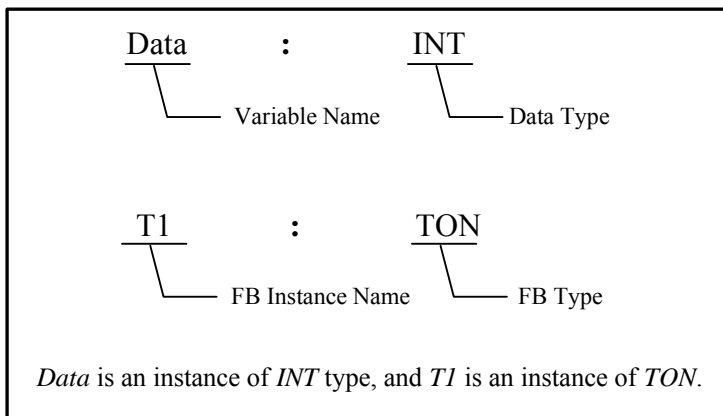 Data : INT
Variable Name Data Type
T1 : TON
FB Instance Name FB Type
Data is an instance of INT type, and T1 is an instance of TON.